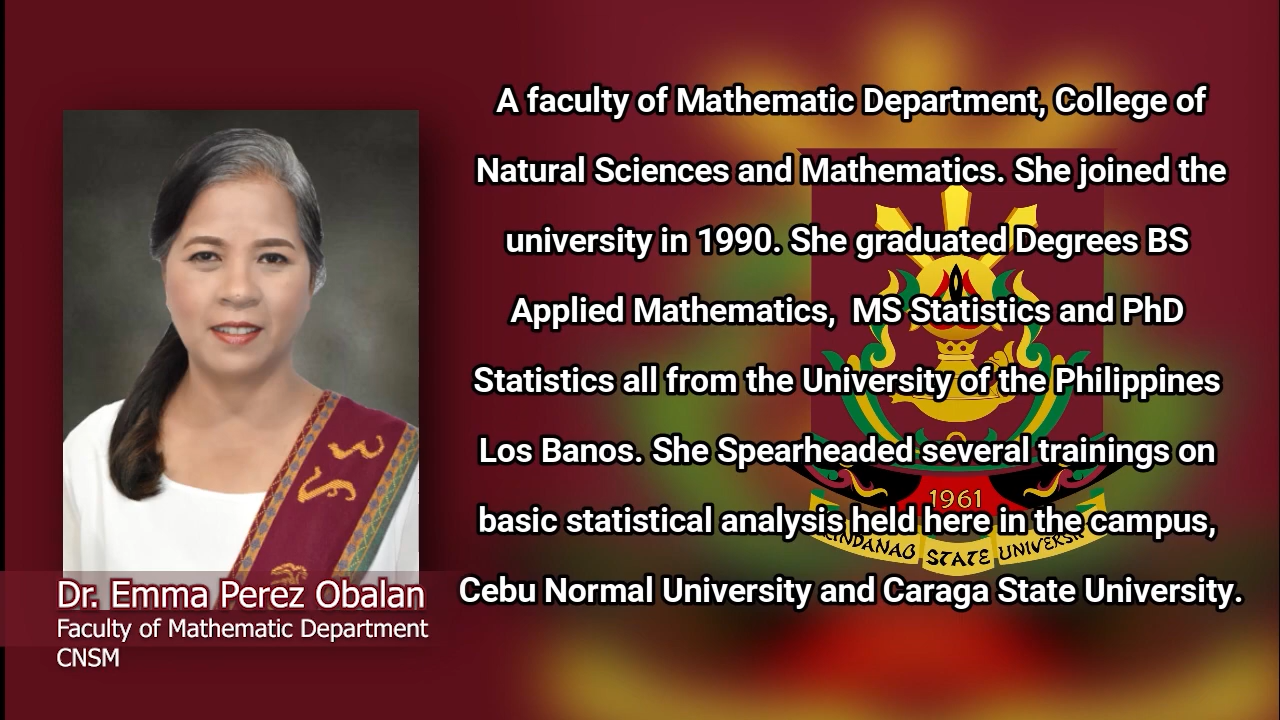 A faculty of Mathematic Department, College of
Natural Sciences and Mathematics. She joined the
university in 1990. She graduated Degrees BS
Applied Mathematics,  MS Statistics and PhD
Statistics all from the University of the Philippines
Los Banos. She Spearheaded several trainings on
basic statistical analysis held here in the campus,
Cebu Normal University and Caraga State University.
1961
MINDANAO STATE UNIVERSITY
Dr. Emma Perez Obalan
Faculty of Mathematic Department
CNSM